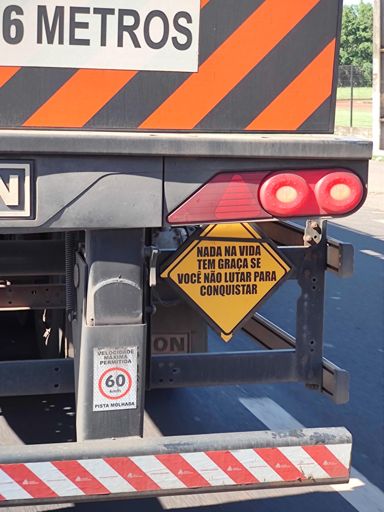 6 METROS
N
NADA NA VIDA
TEM GRAÇA SE
VOCÊ NÃO LUTAR PARA
CONQUISTAR
ON
VELOCIDADE
MÁXIMA
PERMITIDA
60
km/h
PISTA MOLHADA